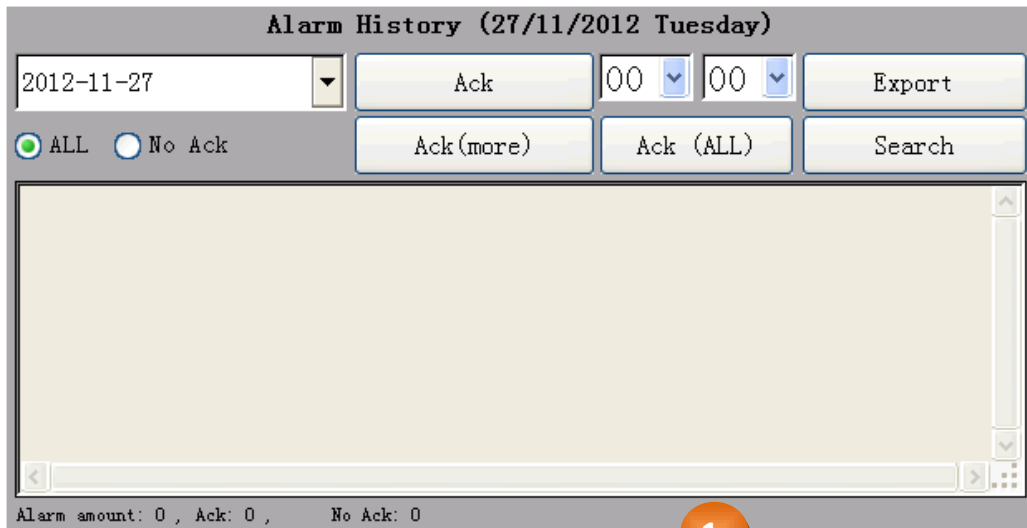 Alarm History (27/11/2012 Tuesday)
2012-11-27 Ack 00 00 Export
ALL No Ack Ack(more) Ack (ALL) Search
Alarm amount: 0 , Ack: 0 , No Ack: 0